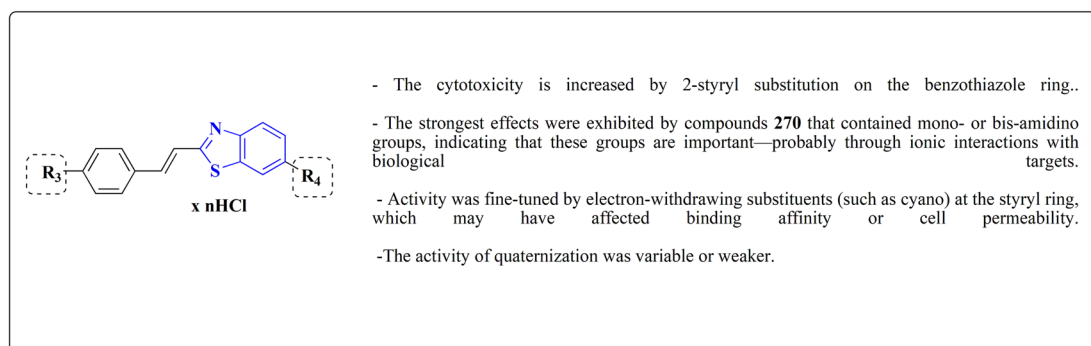 - The cytotoxicity is increased by 2-styryl substitution on the benzothiazole ring..
- The strongest effects were exhibited by compounds 270 that contained mono- or bis-amidino
groups, indicating that these groups are important—probably through ionic interactions with
biological targets.
- Activity was fine-tuned by electron-withdrawing substituents (such as cyano) at the styryl ring,
which may have affected binding affinity or cell permeability.
-The activity of quaternization was variable or weaker.
N
S
R3
R4
x nHCl